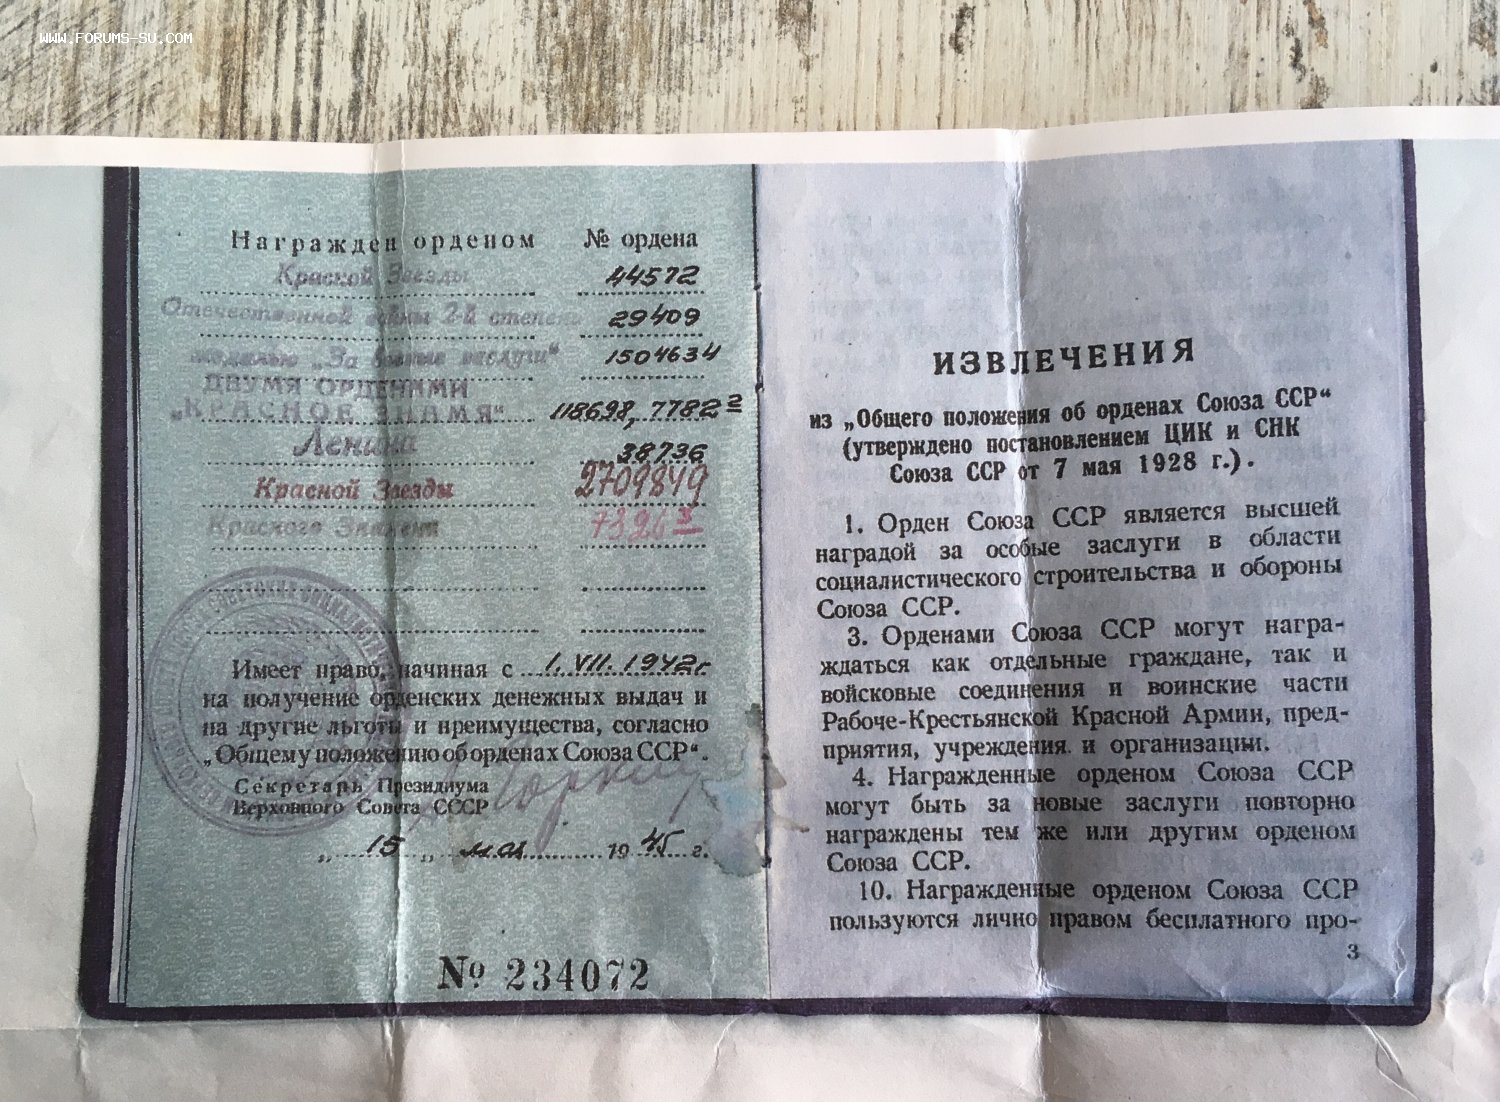 WWW.FORUMS-SU.COM
Награжден орденом № ордена
Красной Звезды 44572
Отечественной войны 2-й степени 29409
медалью „За боевые заслуги“ 1504634
ДВУМЯ ОРДЕНАМИ
„КРАСНОЕ ЗНАМЯ“ 118698, 7782 2
Ленина 38736
Красной Звезды 2709849
Красного Знамени
Имеет право, начиная с 1.VII.1942г
на получение орденских денежных выдач и
на другие льготы и преимущества, согласно
„Общему положению об орденах Союза ССР“.
Секретарь Президиума
Верховного Совета СССР
„ 15 „ мая 1945 г.
№ 234072
ИЗВЛЕЧЕНИЯ
из „Общего положения об орденах Союза ССР“
(утверждено постановлением ЦИК и СНК
Союза ССР от 7 мая 1928 г.).
1. Орден Союза ССР является высшей
наградой за особые заслуги в области
социалистического строительства и обороны
Союза ССР.
3. Орденами Союза ССР могут награ-
ждаться как отдельные граждане, так и
войсковые соединения и воинские части
Рабоче-Крестьянской Красной Армии, пред-
приятия, учреждения и организации.
4. Награжденные орденом Союза ССР
могут быть за новые заслуги повторно
награждены тем же или другим орденом
Союза ССР.
10. Награжденные орденом Союза ССР
пользуются лично правом бесплатного про-
3